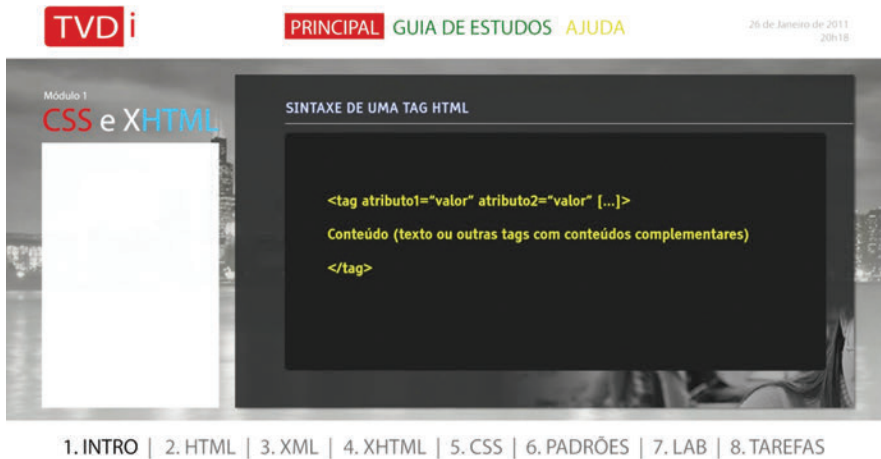 TVD i
PRINCIPAL GUIA DE ESTUDOS AJUDA
26 de Janeiro de 2011
20h18
Módulo 1
CSS e XHTML
SINTAXE DE UMA TAG HTML
<tag atributo1="valor" atributo2="valor" [...]>
Conteúdo (texto ou outras tags com conteúdos complementares)
</tag>
1. INTRO | 2. HTML | 3. XML | 4. XHTML | 5. CSS | 6. PADRÕES | 7. LAB | 8. TAREFAS